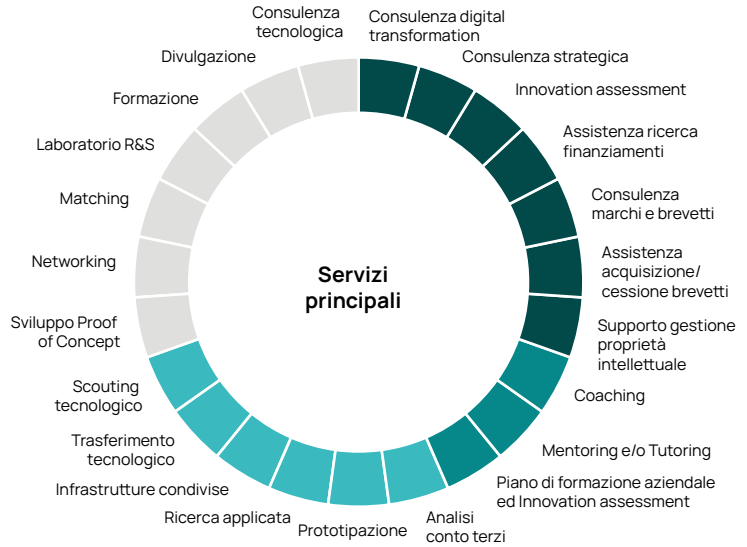 Servizi
principali
Consulenza digital
transformation
Consulenza strategica
Innovation assessment
Assistenza ricerca
finanziamenti
Consulenza
marchi e brevetti
Assistenza
acquisizione/
cessione brevetti
Supporto gestione
proprietà
intellettuale
Coaching
Mentoring e/o Tutoring
Piano di formazione aziendale
ed Innovation assessment
Analisi
conto terzi
Prototipazione
Ricerca applicata
Infrastrutture condivise
Trasferimento
tecnologico
Scouting
tecnologico
Sviluppo Proof
of Concept
Networking
Matching
Laboratorio R&S
Formazione
Divulgazione
Consulenza
tecnologica